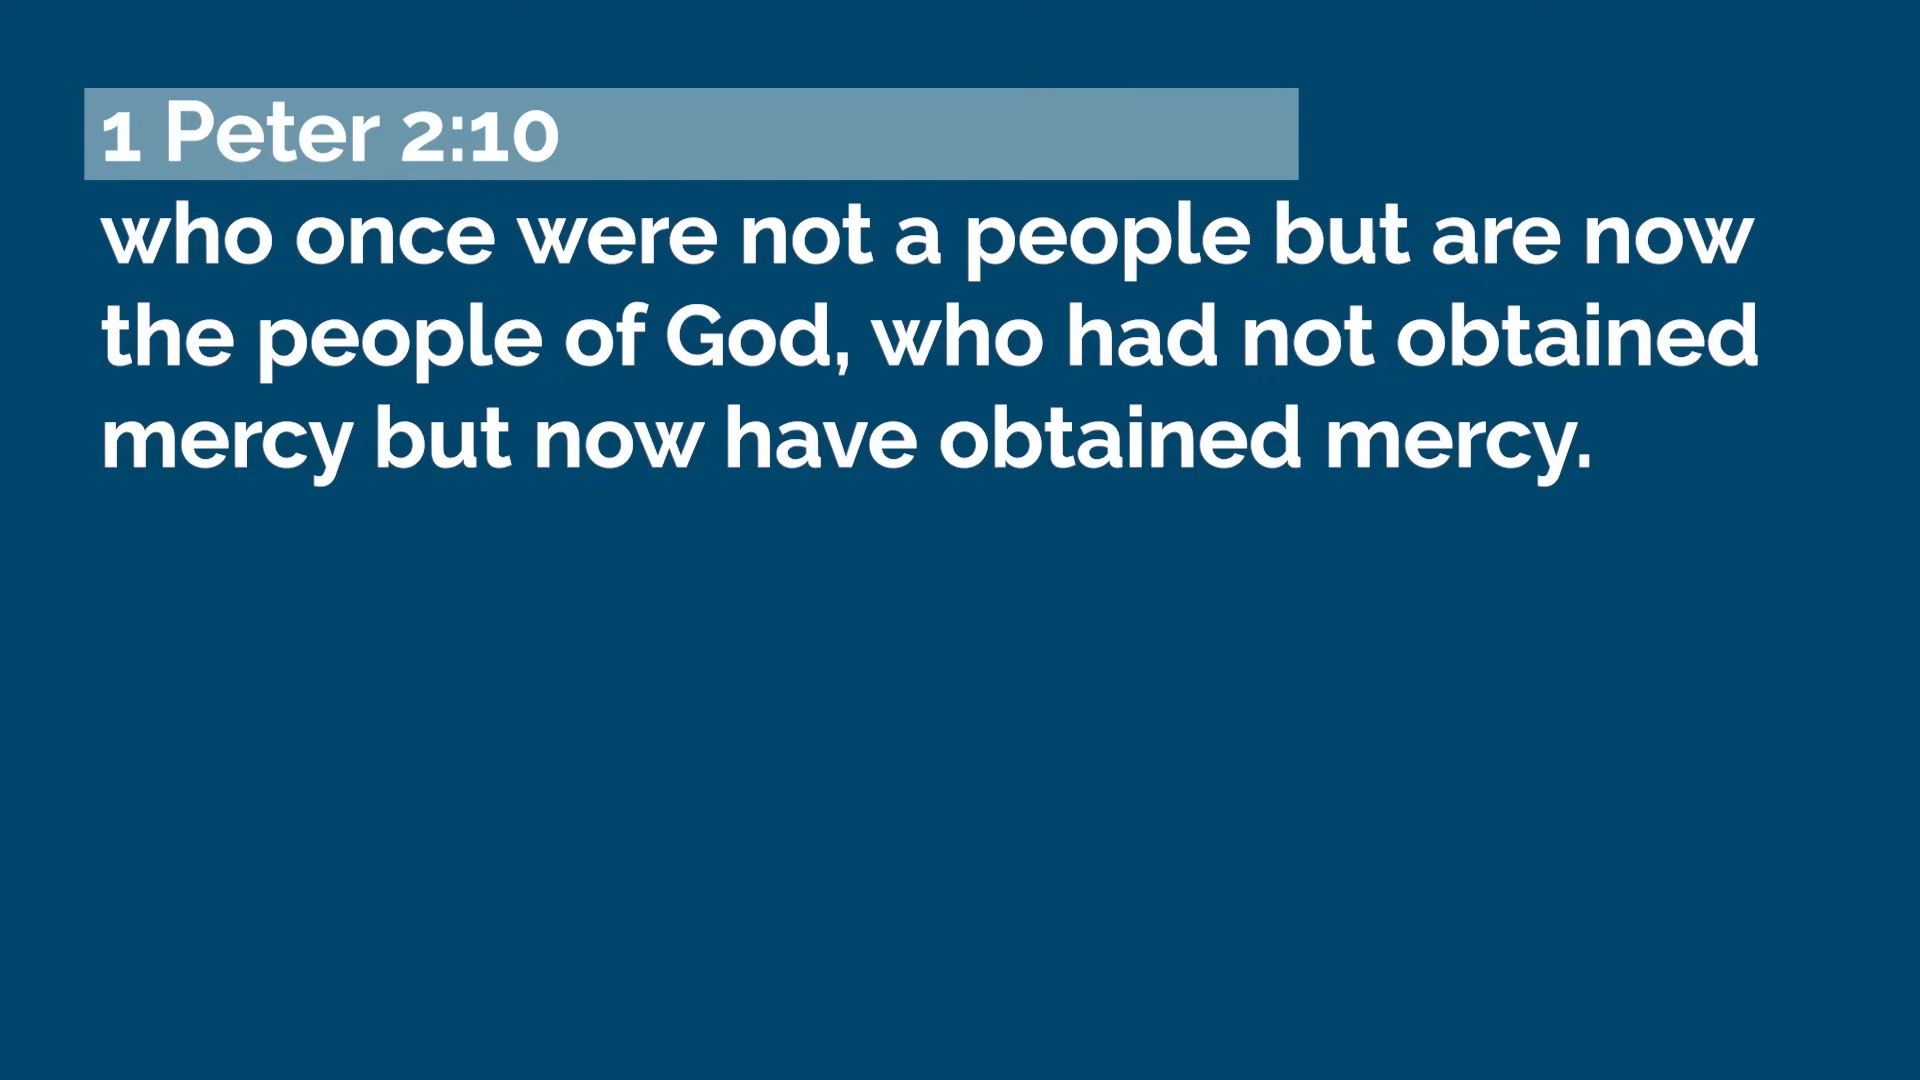 1 Peter 2:10
who once were not a people but are now
the people of God, who had not obtained
mercy but now have obtained mercy.